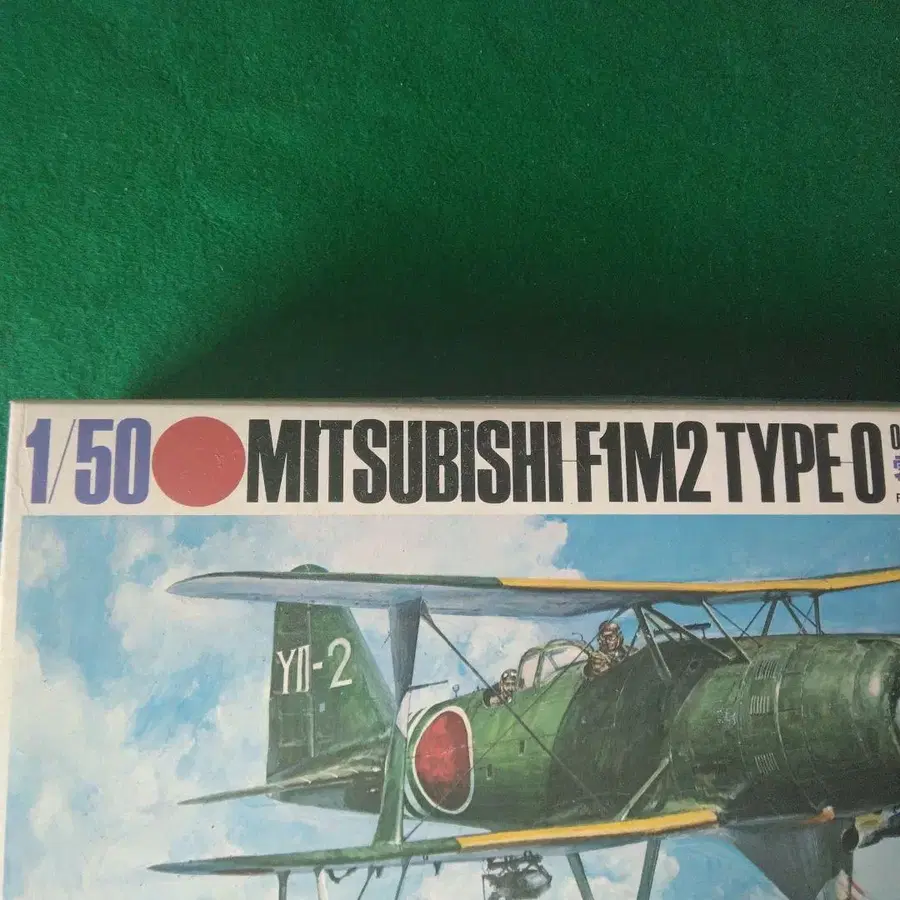 1/50 MITSUBISHI F1M2 TYPE-0
YII-2